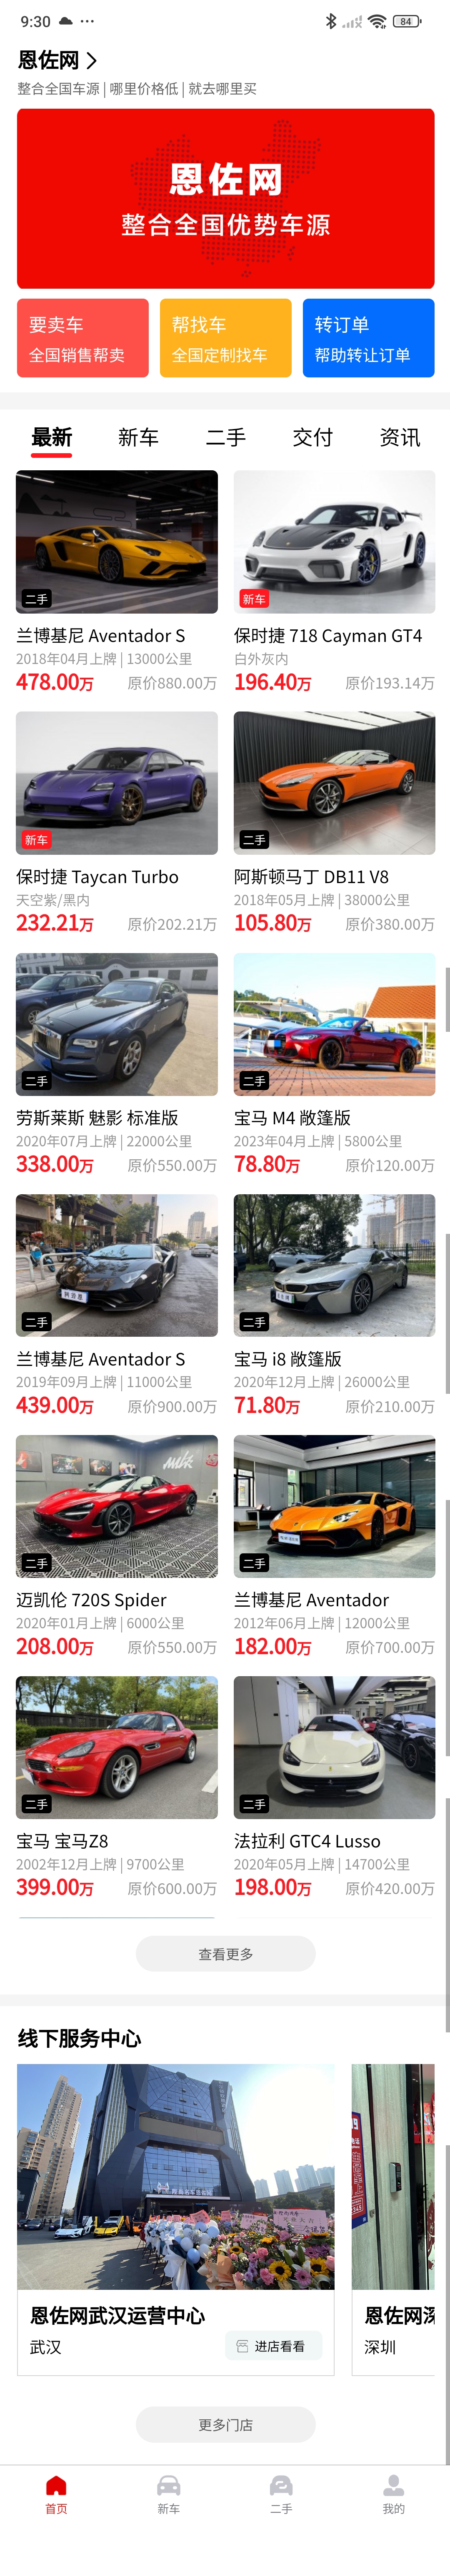 9:30
84
恩佐网
整合全国车源 | 哪里价格低 | 就去哪里买
恩佐网
整合全国优势车源
要卖车 帮找车 转订单
全国销售帮卖 全国定制找车 帮助转让订单
最新 新车 二手 交付 资讯
二手 新车
兰博基尼 Aventador S 保时捷 718 Cayman GT4
2018年04月上牌 | 13000公里 白外灰内
478.00万 原价880.00万 196.40万 原价193.14万
新车 二手
保时捷 Taycan Turbo 阿斯顿马丁 DB11 V8
天空紫/黑内 2018年05月上牌 | 38000公里
232.21万 原价202.21万 105.80万 原价380.00万
二手 二手
劳斯莱斯 魅影 标准版 宝马 M4 敞篷版
2020年07月上牌 | 22000公里 2023年04月上牌 | 5800公里
338.00万 原价550.00万 78.80万 原价120.00万
二手 二手
兰博基尼 Aventador S 宝马 i8 敞篷版
2019年09月上牌 | 11000公里 2020年12月上牌 | 26000公里
439.00万 原价900.00万 71.80万 原价210.00万
二手 二手
迈凯伦 720S Spider 兰博基尼 Aventador
2020年01月上牌 | 6000公里 2012年06月上牌 | 12000公里
208.00万 原价550.00万 182.00万 原价700.00万
二手 二手
宝马 宝马Z8 法拉利 GTC4 Lusso
2002年12月上牌 | 9700公里 2020年05月上牌 | 14700公里
399.00万 原价600.00万 198.00万 原价420.00万
查看更多
线下服务中心
恩佐网武汉运营中心 恩佐网深
武汉 进店看看 深圳
更多门店
首页 新车 二手 我的